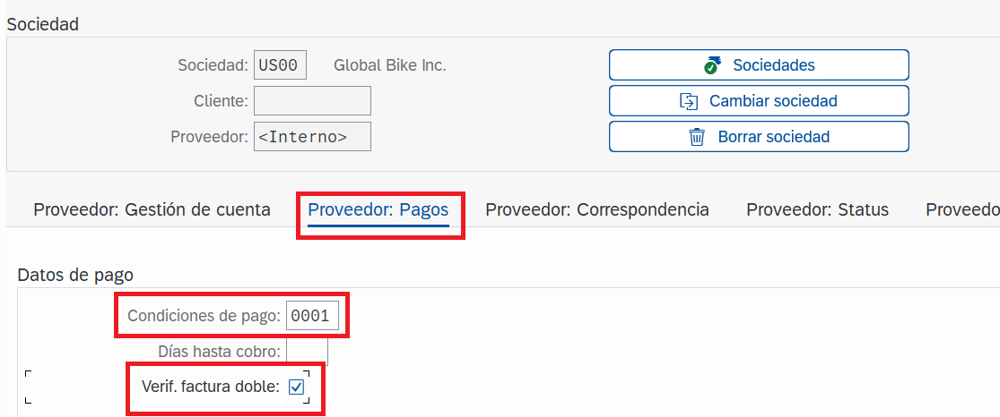 Sociedad
Sociedad: US00 Global Bike Inc. Sociedades
Cliente: Cambiar sociedad
Proveedor: <Interno> Borrar sociedad
Proveedor: Gestión de cuenta Proveedor: Pagos Proveedor: Correspondencia Proveedor: Status Proveedo
Datos de pago
Condiciones de pago: 0001
Días hasta cobro:
Verif. factura doble: